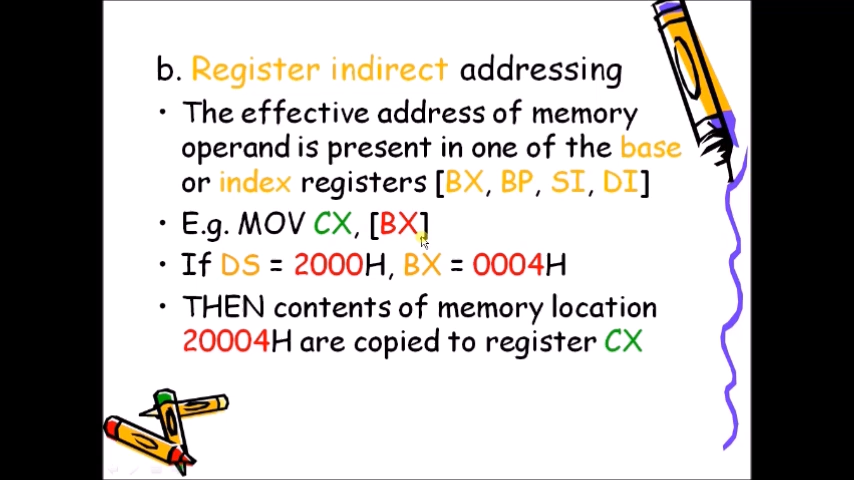 b. Register indirect addressing
• The effective address of memory
operand is present in one of the base
or index registers [BX, BP, SI, DI]
• E.g. MOV CX, [BX]
• If DS = 2000H, BX = 0004H
• THEN contents of memory location
20004H are copied to register CX